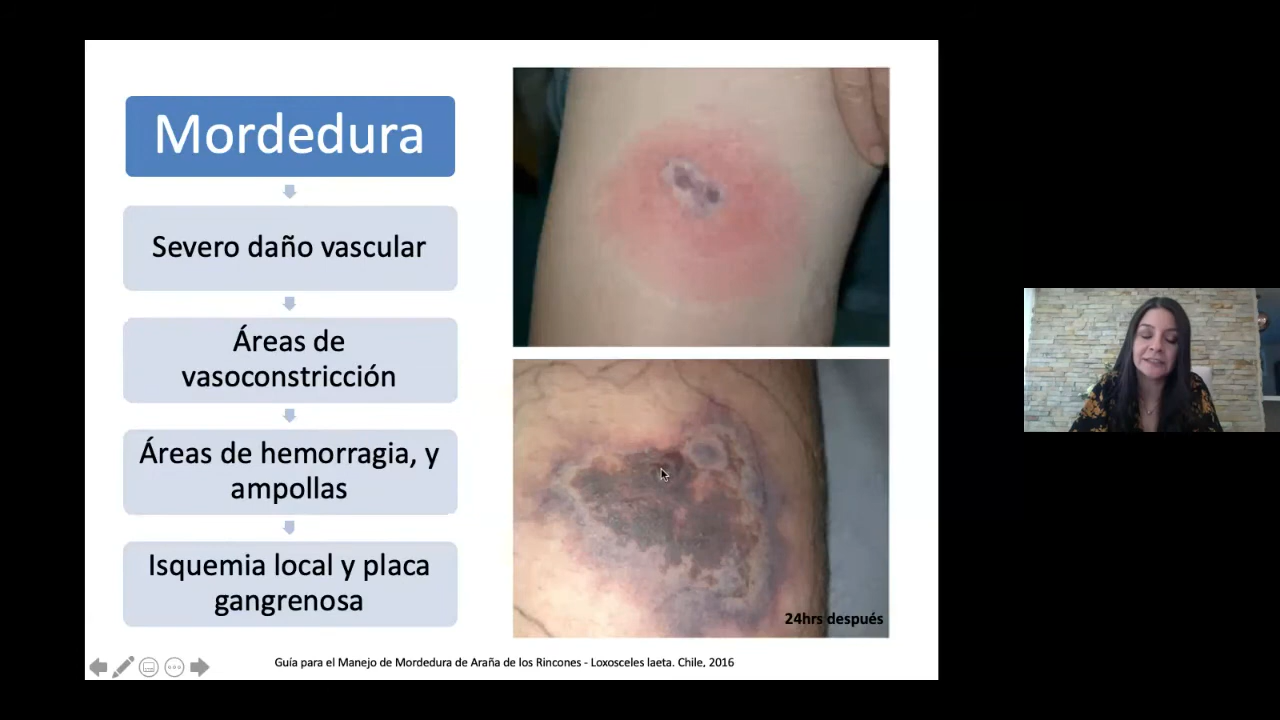 Mordedura
Severo daño vascular
Áreas de
vasoconstricción
Áreas de hemorragia, y
ampollas
Isquemia local y placa
gangrenosa
24hrs después
Guía para el Manejo de Mordedura de Araña de los Rincones - Loxosceles laeta. Chile, 2016